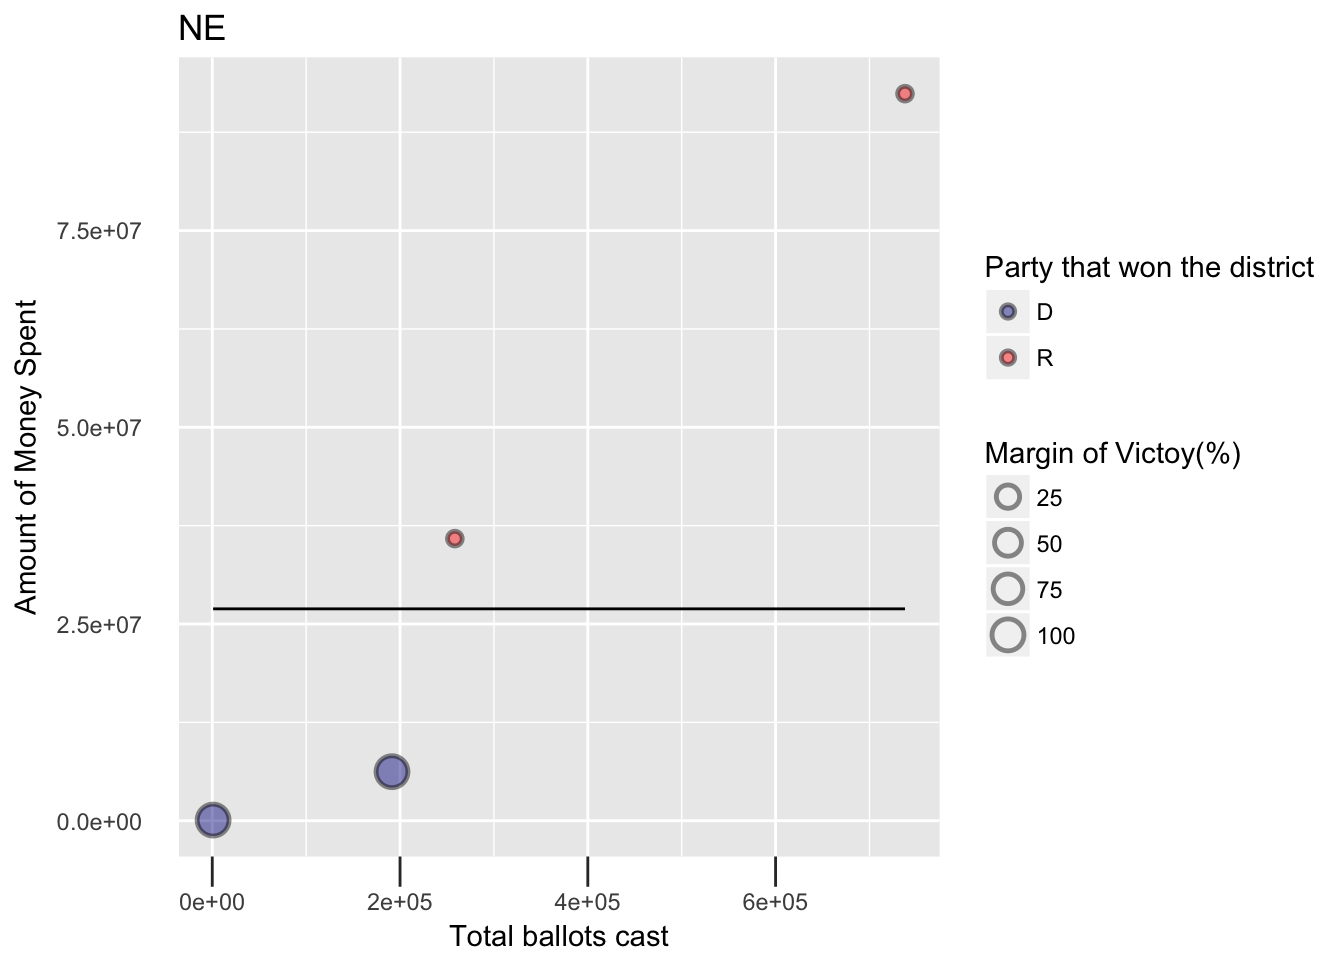 NE
7.5e+07
5.0e+07
2.5e+07
0.0e+00
Amount of Money Spent
0e+00
2e+05
4e+05
6e+05
Total ballots cast
Party that won the district
D
R
Margin of Victoy(%)
25
50
75
100